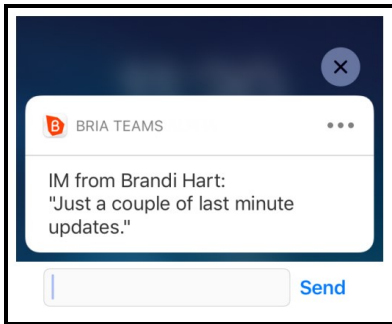 BRIA TEAMS
IM from Brandi Hart:
"Just a couple of last minute
updates."
Send